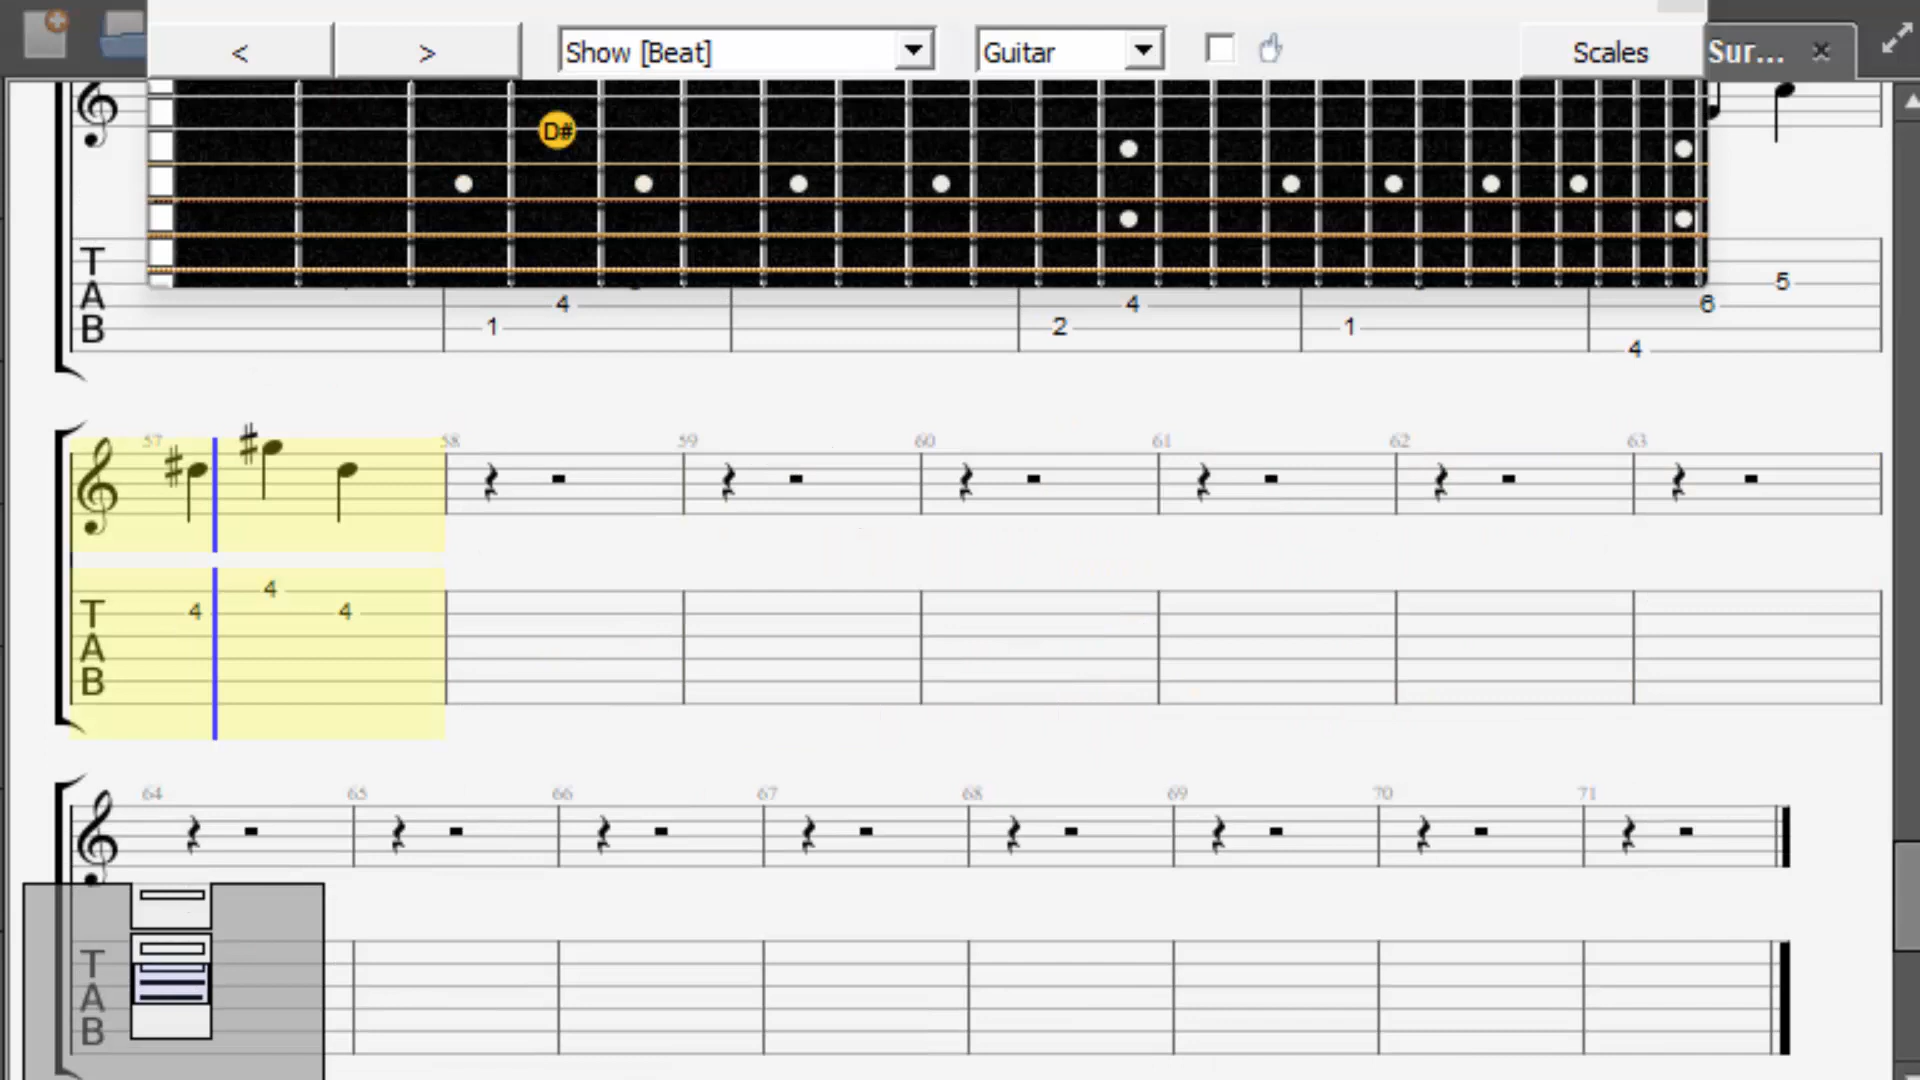 < > Show [Beat] Guitar Scales Sur...
D#
T
A
B
1 4 2 4 1 4 6 5
57 58 59 60 61 62 63
T
A
B
4 4 4
64 65 66 67 68 69 70 71
T
A
B